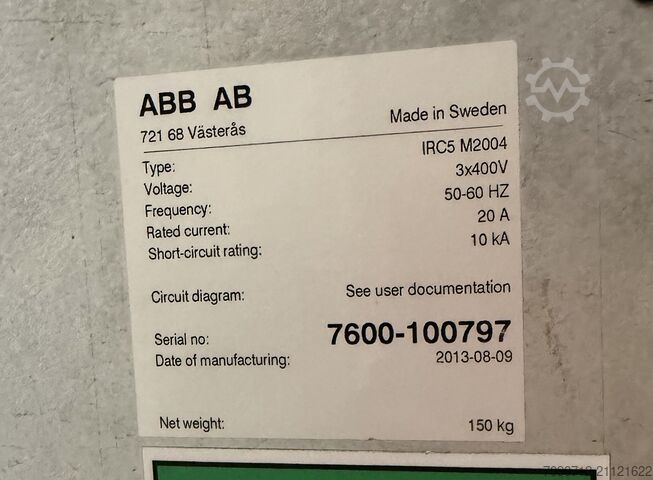 ABB AB
721 68 Västerås
Made in Sweden
Type: IRC5 M2004
Voltage: 3x400V
Frequency: 50-60 HZ
Rated current: 20 A
Short-circuit rating: 10 kA
Circuit diagram: See user documentation
Serial no: 7600-100797
Date of manufacturing: 2013-08-09
Net weight: 150 kg